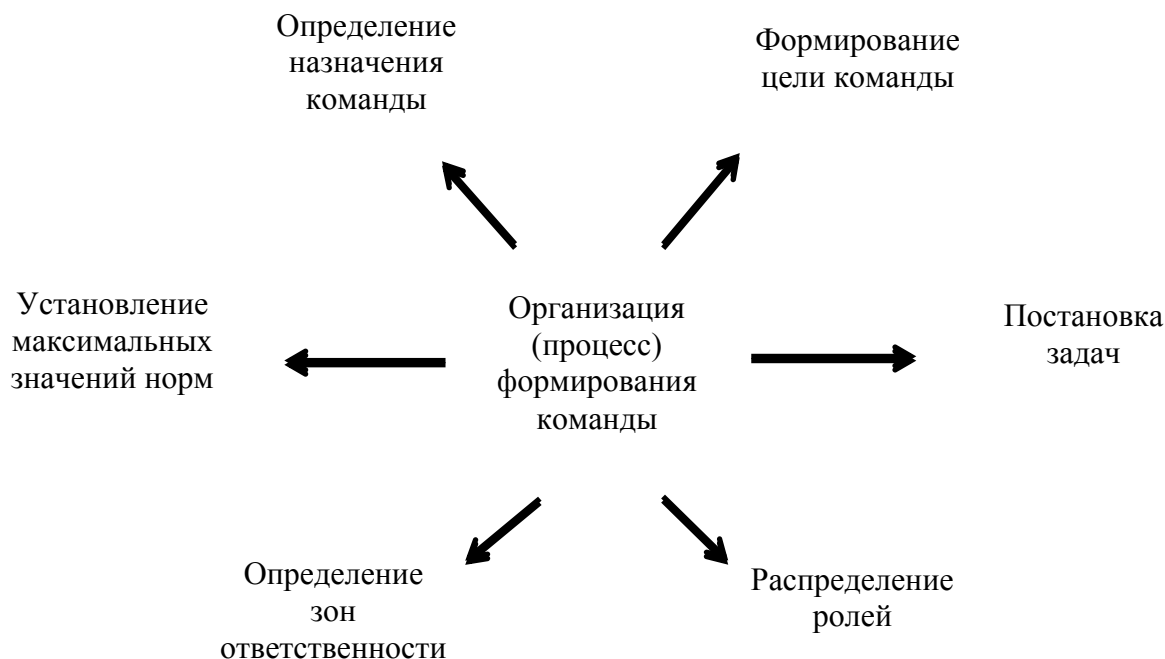 Определение
назначения
команды
Формирование
цели команды
Установление
максимальных
значений норм
Организация
(процесс)
формирования
команды
Постановка
задач
Определение
зон
ответственности
Распределение
ролей